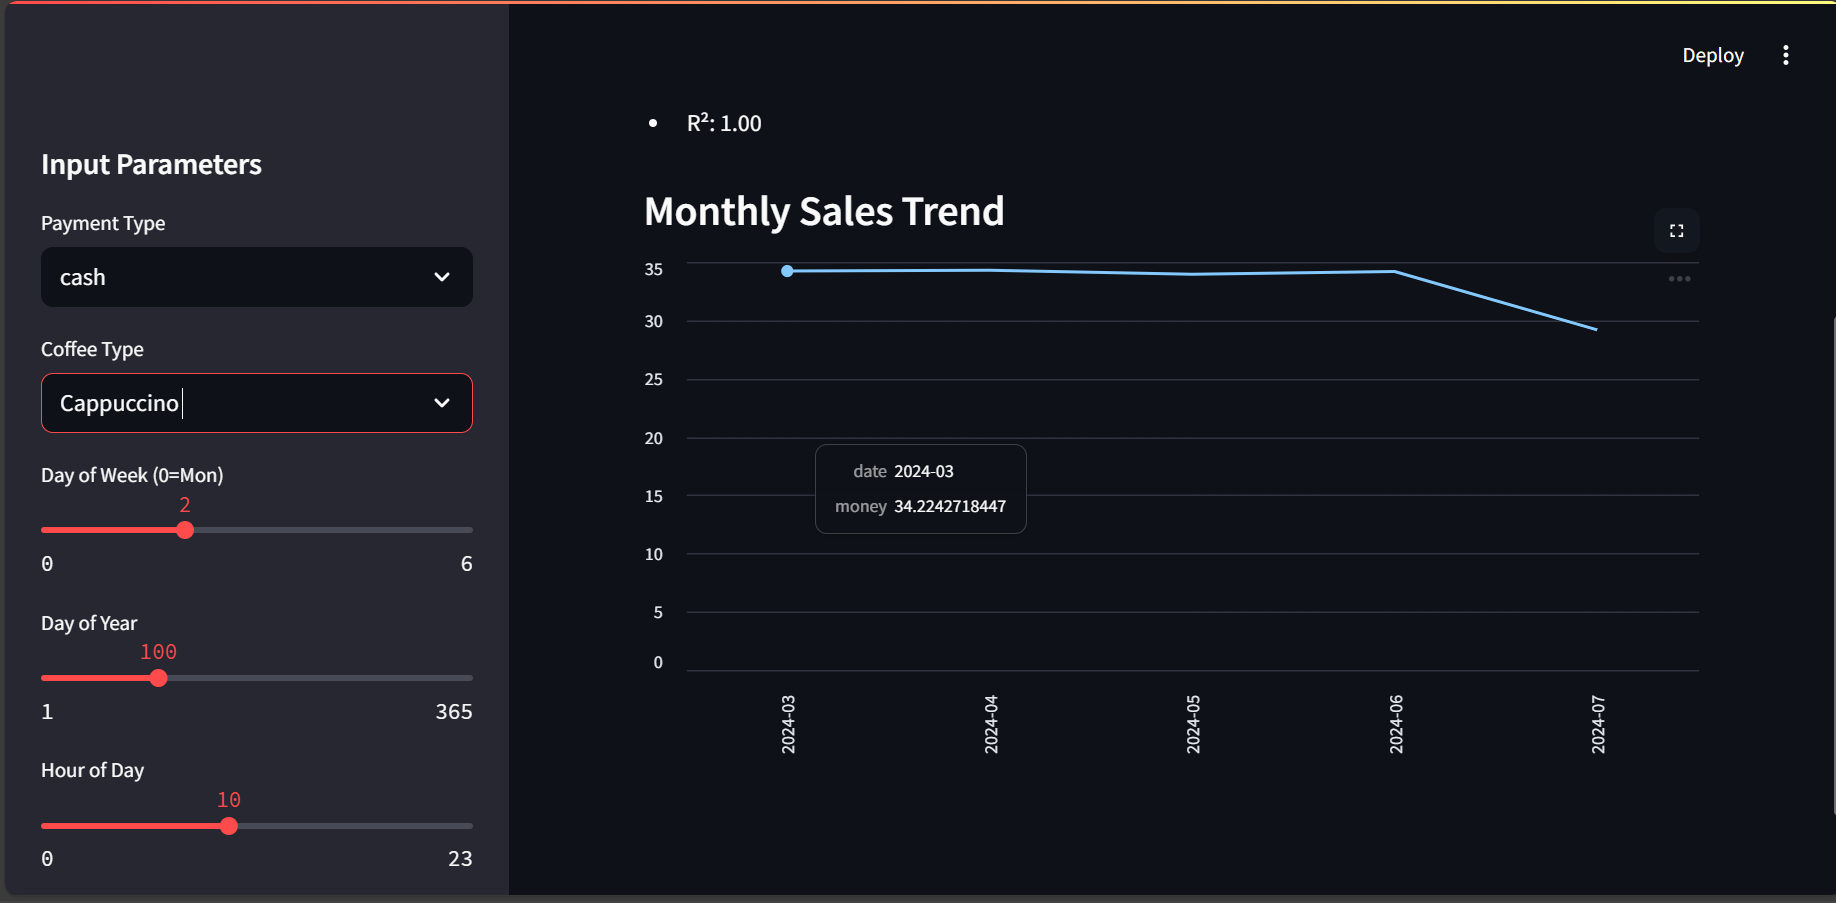 Deploy
Input Parameters
Payment Type
cash
Coffee Type
Cappuccino
Day of Week (0=Mon)
2
0 6
Day of Year
100
1 365
Hour of Day
10
0 23
• R²: 1.00
Monthly Sales Trend
35
30
25
20
15
10
5
0
date 2024-03
money 34.2242718447
2024-03
2024-04
2024-05
2024-06
2024-07